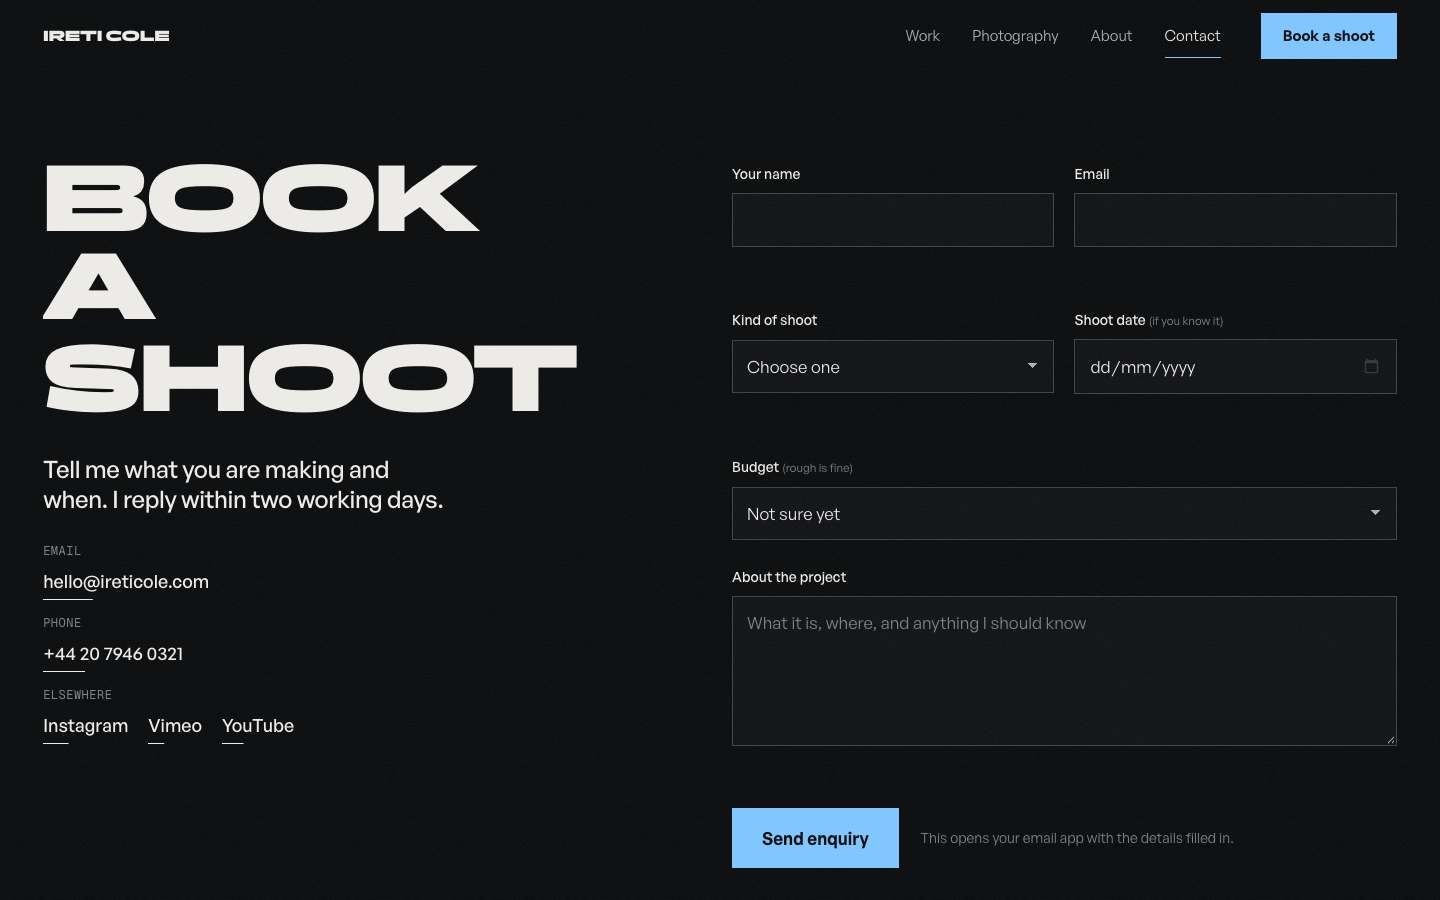 IRETI COLE
Work
Photography
About
Contact
Book a shoot
BOOK
A
SHOOT
Tell me what you are making and
when. I reply within two working days.
EMAIL
hello@ireticole.com
PHONE
+44 20 7946 0321
ELSEWHERE
Instagram Vimeo YouTube
Your name
Email
Kind of shoot
Choose one
Shoot date (if you know it)
dd/mm/yyyy
Budget (rough is fine)
Not sure yet
About the project
What it is, where, and anything I should know
Send enquiry
This opens your email app with the details filled in.